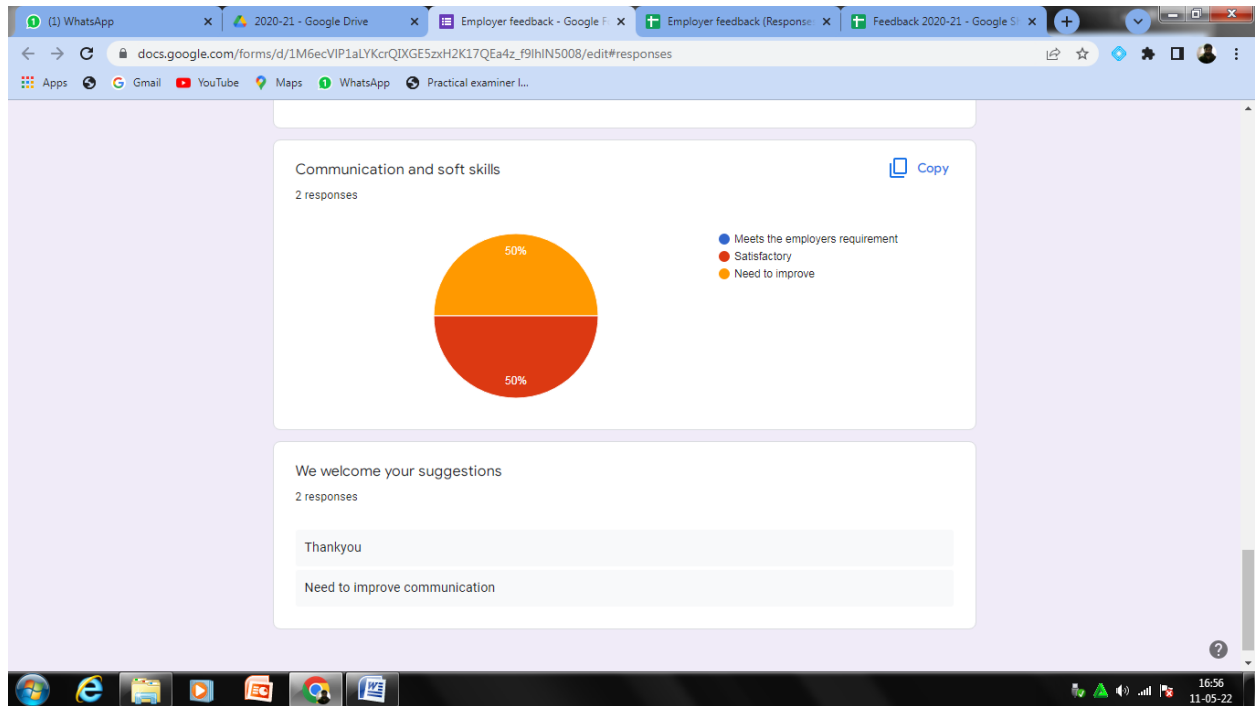 (1) WhatsApp
2020-21 - Google Drive
Employer feedback - Google F
Employer feedback (Response
Feedback 2020-21 - Google S
docs.google.com/forms/d/1M6ecVIP1aLYKcrQIXGE5zxH2K17QEa4z_f9IhIN5008/edit#responses
Apps
Gmail
YouTube
Maps
WhatsApp
Practical examiner l...
Communication and soft skills
Copy
2 responses
50%
50%
Meets the employers requirement
Satisfactory
Need to improve
We welcome your suggestions
2 responses
Thankyou
Need to improve communication
16:56
11-05-22